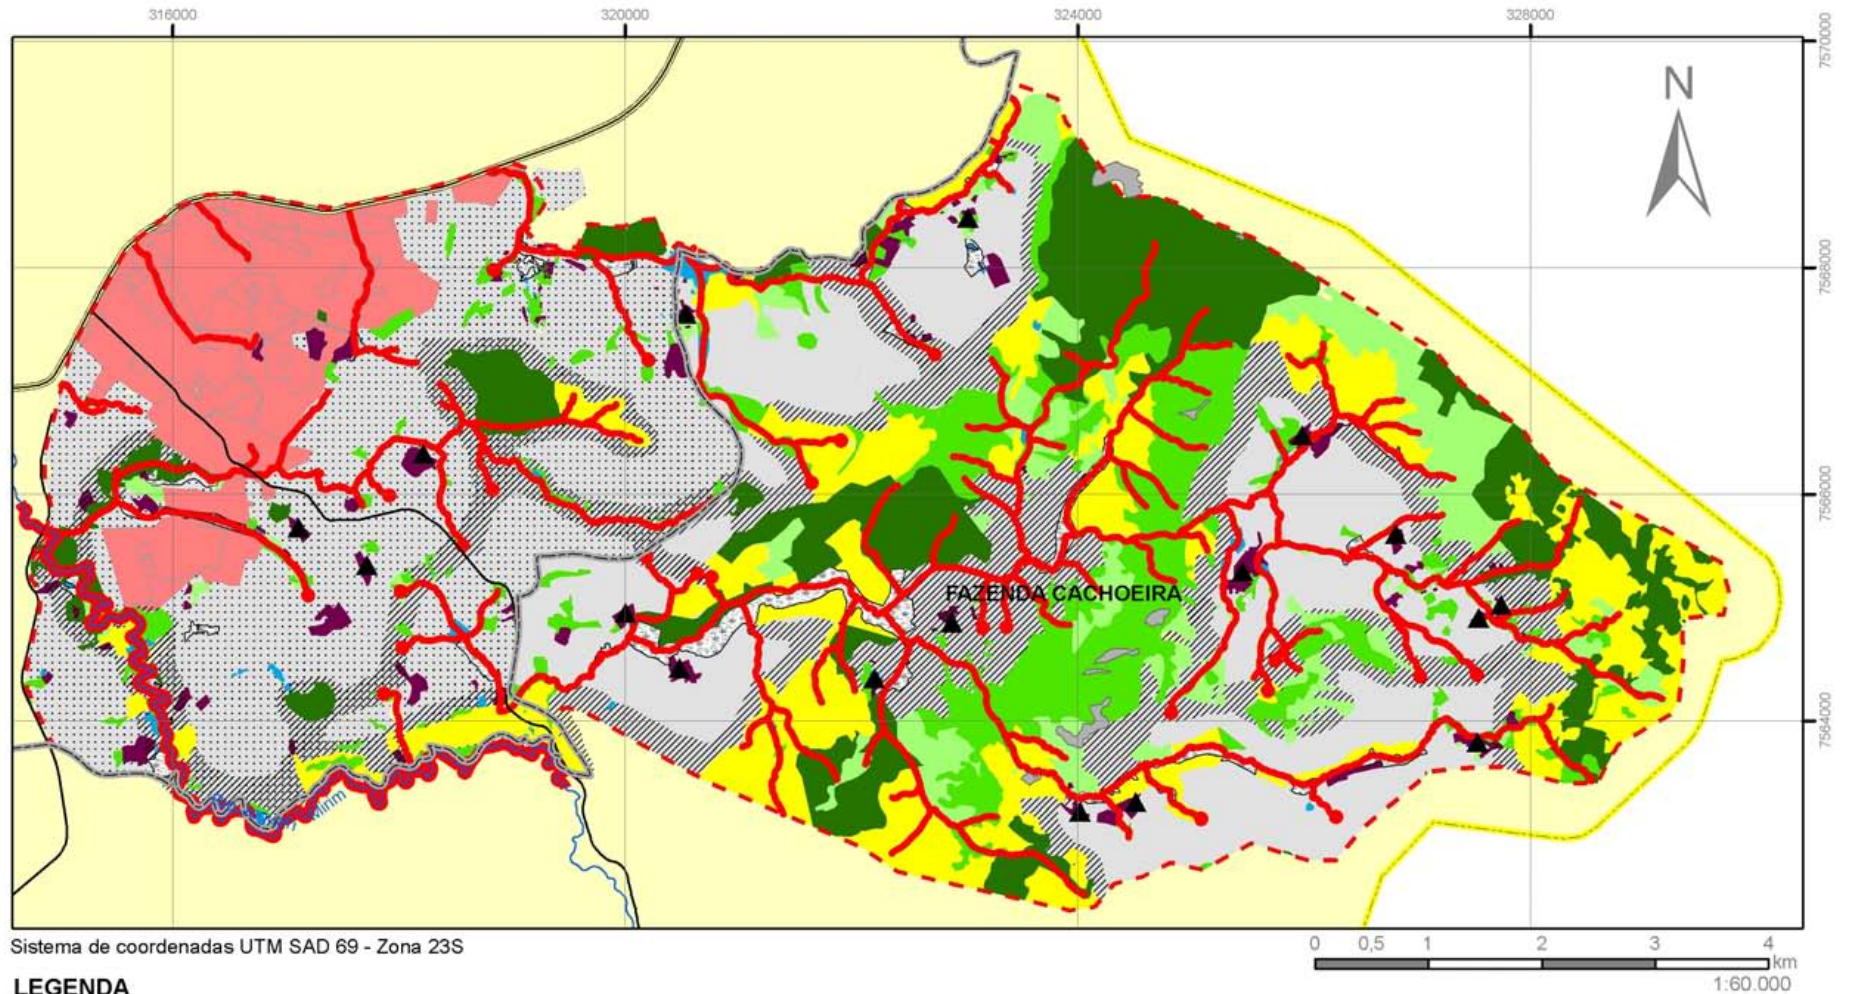 316000
320000
324000
328000
7570000
N
7568000
7566000
FAZENDA CACHOEIRA
7564000
Mirim
Sistema de coordenadas UTM SAD 69 - Zona 23S
0 0,5 1 2 3 4
km
1:60.000
LEGENDA